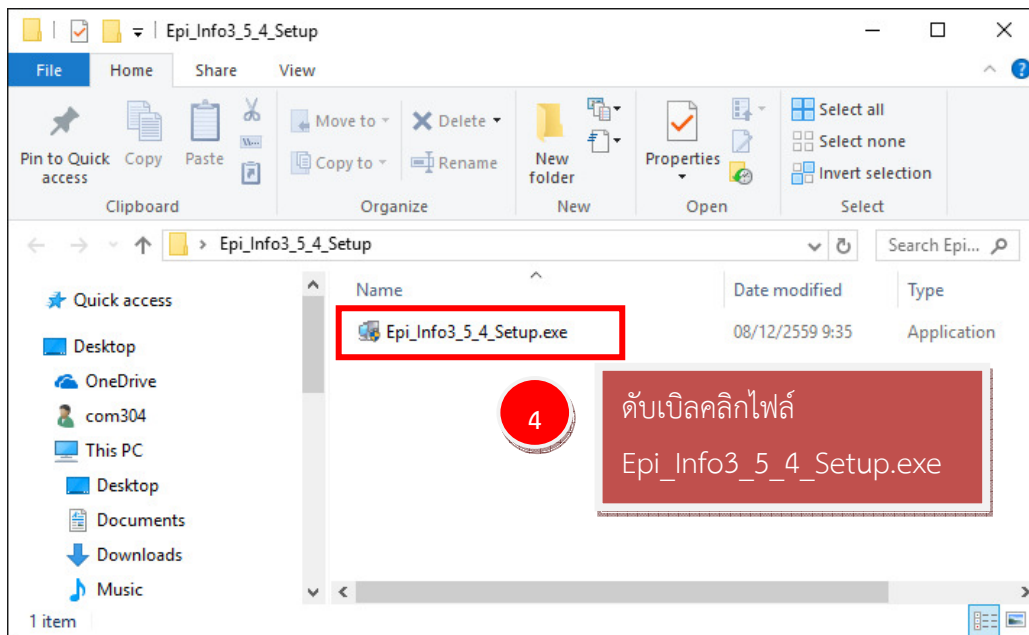 Epi_Info3_5_4_Setup
File Home Share View
Pin to Quick access
Copy
Paste
Move to
Copy to
Delete
Rename
New folder
Properties
Select all
Select none
Invert selection
Clipboard Organize New Open Select
Epi_Info3_5_4_Setup
Search Epi...
Quick access
Desktop
OneDrive
com304
This PC
Desktop
Documents
Downloads
Music
Name Date modified Type
Epi_Info3_5_4_Setup.exe 08/12/2559 9:35 Application
4
ดับเบิลคลิกไฟล์
Epi_Info3_5_4_Setup.exe
1 item